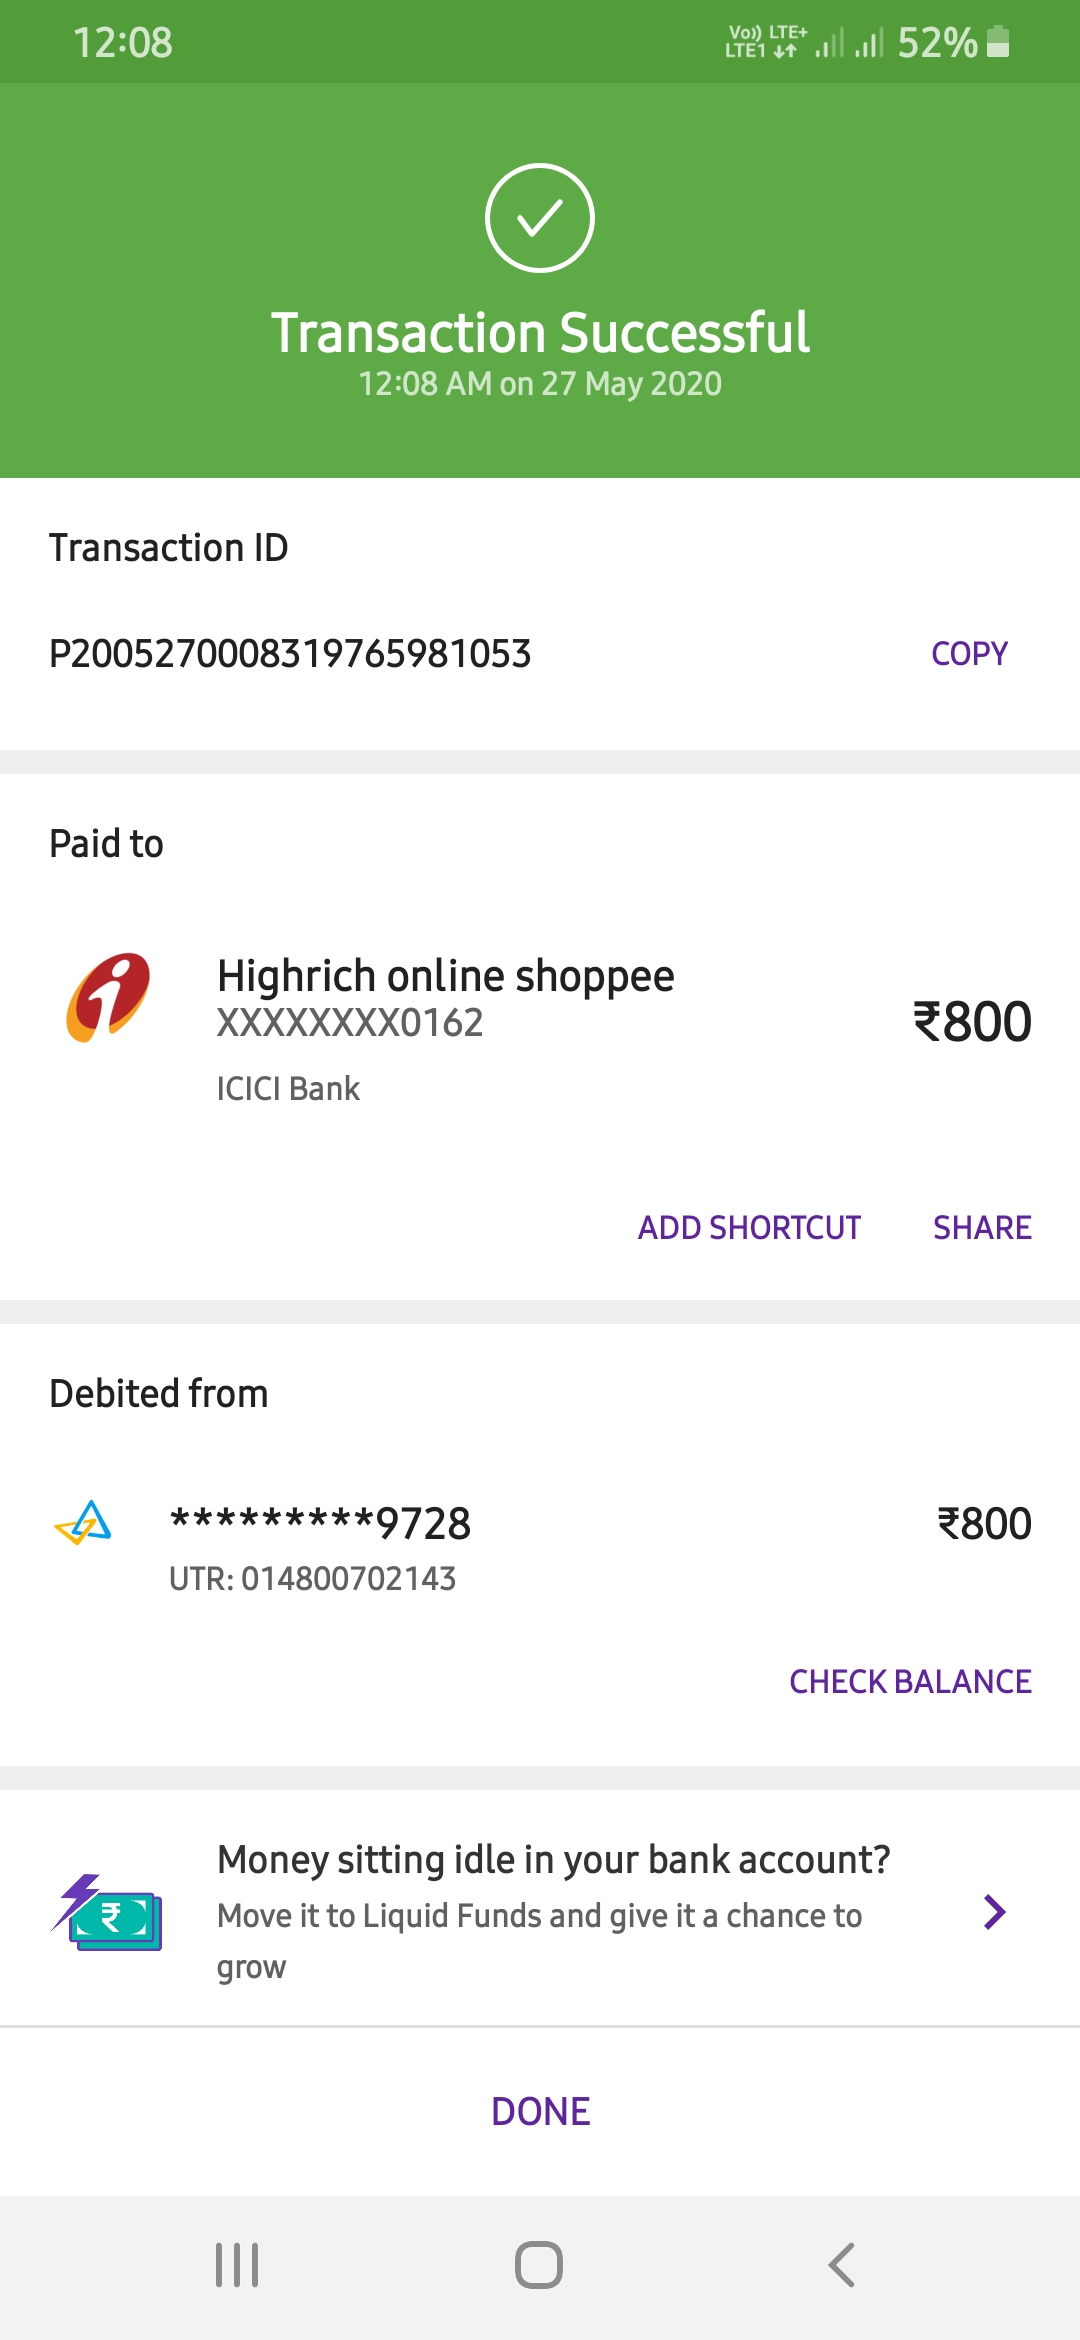 12:08
Vo)) LTE+
LTE1
52%
Transaction Successful
12:08 AM on 27 May 2020
Transaction ID
P2005270008319765981053
COPY
Paid to
Highrich online shoppee
XXXXXXXX0162
₹800
ICICI Bank
ADD SHORTCUT SHARE
Debited from
*********9728
₹800
UTR: 014800702143
CHECK BALANCE
Money sitting idle in your bank account?
Move it to Liquid Funds and give it a chance to
grow
DONE